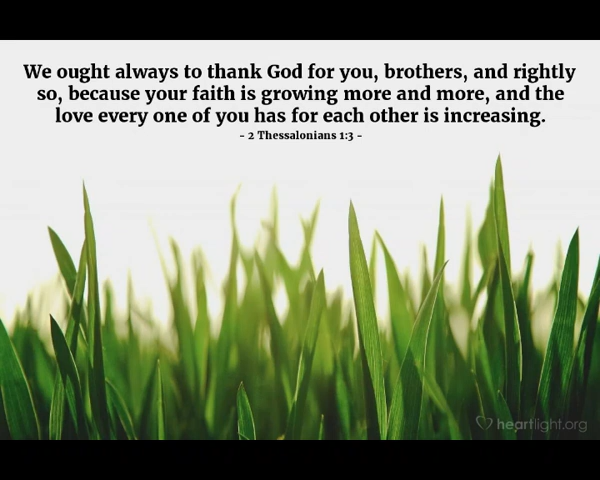 We ought always to thank God for you, brothers, and rightly
so, because your faith is growing more and more, and the
love every one of you has for each other is increasing.
- 2 Thessalonians 1:3 -
heartlight.org